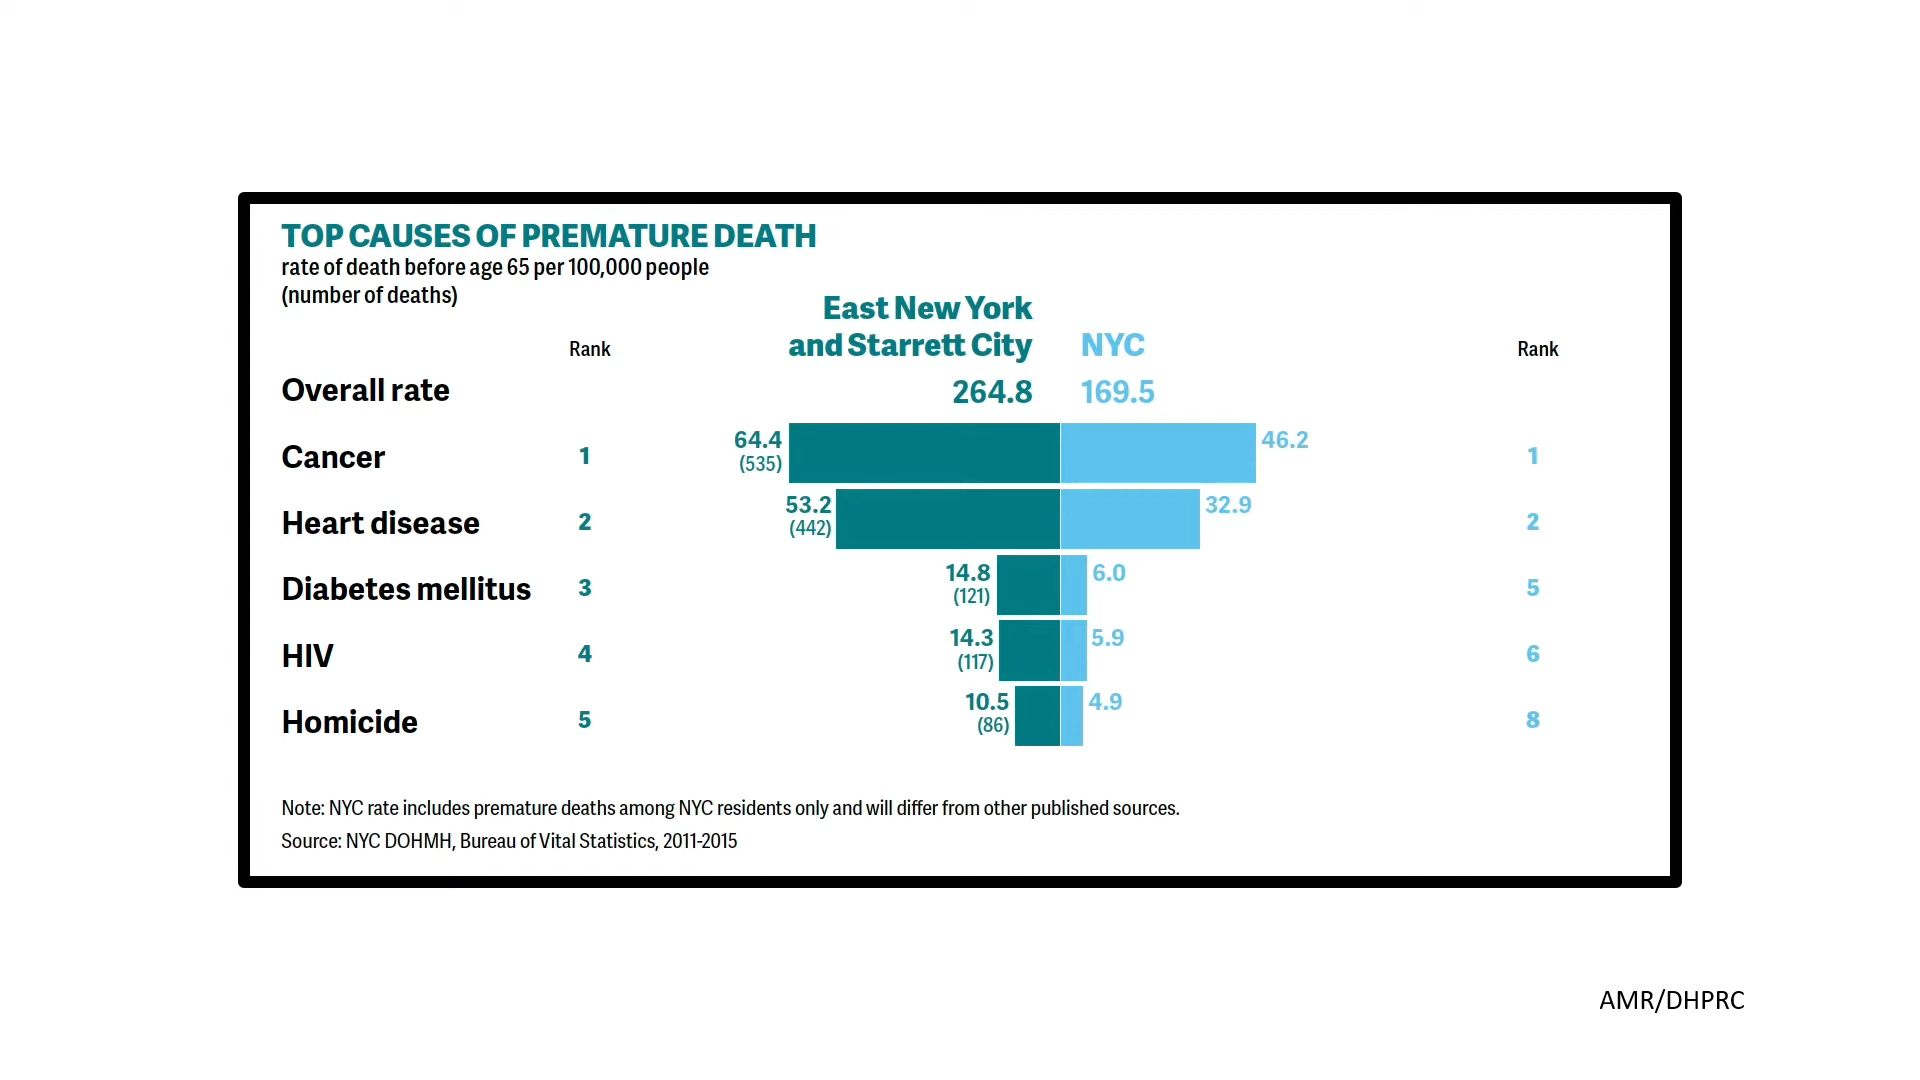 TOP CAUSES OF PREMATURE DEATH
rate of death before age 65 per 100,000 people
(number of deaths)
East New York
and Starrett City
NYC
Rank
Rank
Overall rate 264.8 169.5
Cancer 1 64.4 (535) 46.2 1
Heart disease 2 53.2 (442) 32.9 2
Diabetes mellitus 3 14.8 (121) 6.0 5
HIV 4 14.3 (117) 5.9 6
Homicide 5 10.5 (86) 4.9 8
Note: NYC rate includes premature deaths among NYC residents only and will differ from other published sources.
Source: NYC DOHMH, Bureau of Vital Statistics, 2011-2015
AMR/DHPRC